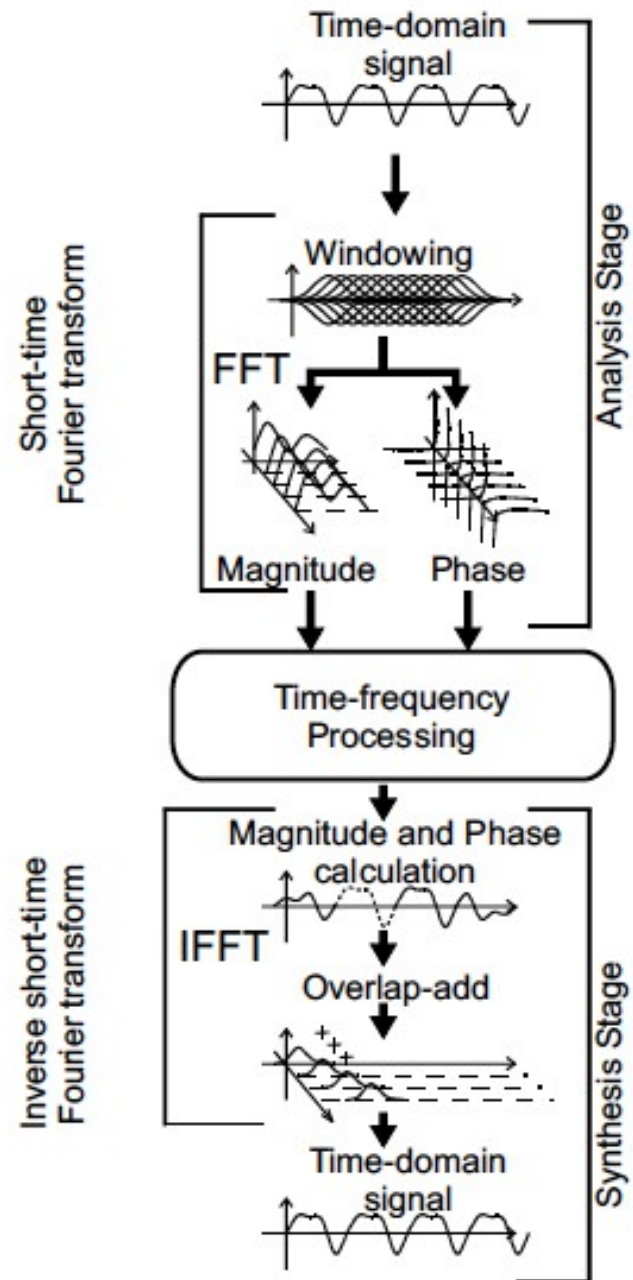 Time-domain
signal
Analysis Stage
Short-time
Fourier transform
Windowing
FFT
Magnitude
Phase
Time-frequency
Processing
Magnitude and Phase
calculation
Inverse short-time
Fourier transform
IFFT
Synthesis Stage
Overlap-add
+
+
+
Time-domain
signal